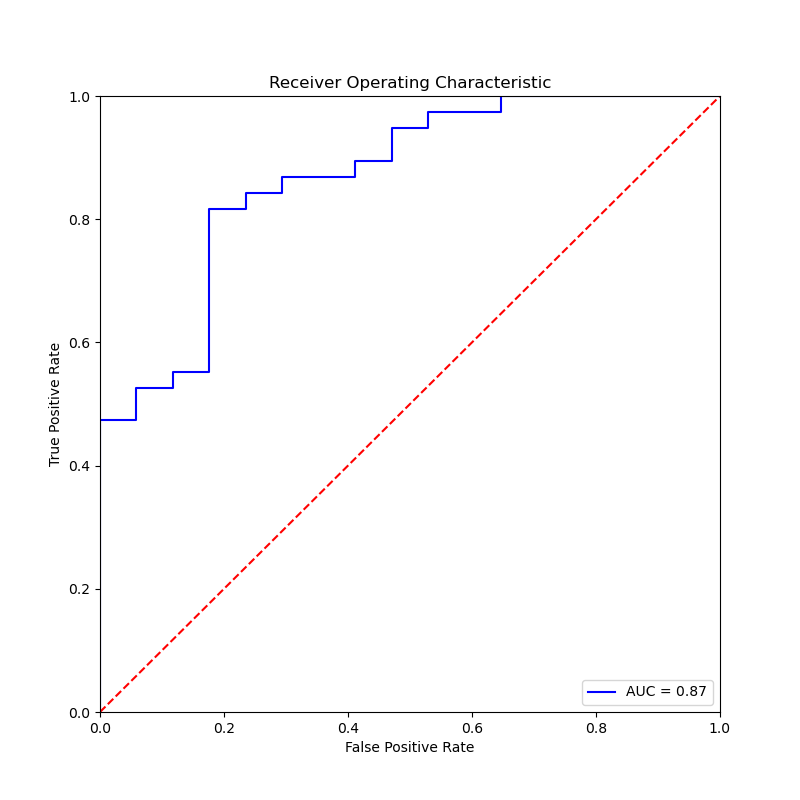 Receiver Operating Characteristic
True Positive Rate
1.0
0.8
0.6
0.4
0.2
0.0
AUC = 0.87
0.0 0.2 0.4 0.6 0.8 1.0
False Positive Rate